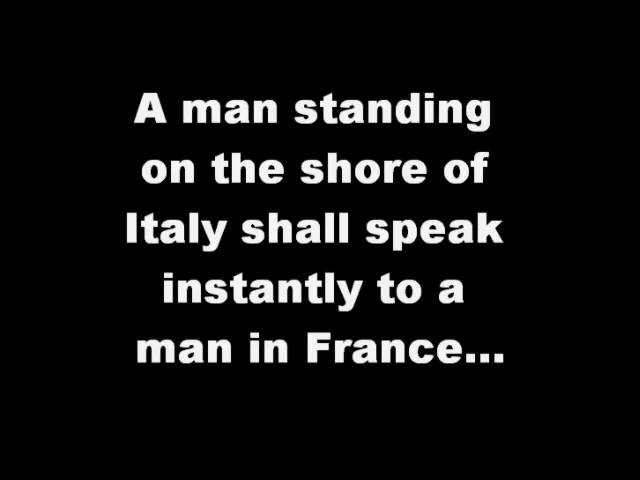 A man standing
on the shore of
Italy shall speak
instantly to a
man in France...